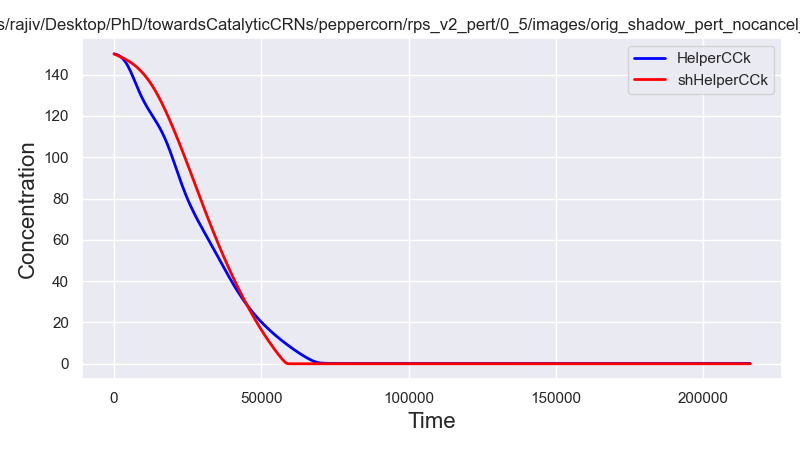 s/rajiv/Desktop/PhD/towardsCatalyticCRNs/peppercorn/rps_v2_pert/0_5/images/orig_shadow_pert_nocancel_
HelperCCk
shHelperCCk
Concentration
140
120
100
80
60
40
20
0
0 50000 100000 150000 200000
Time